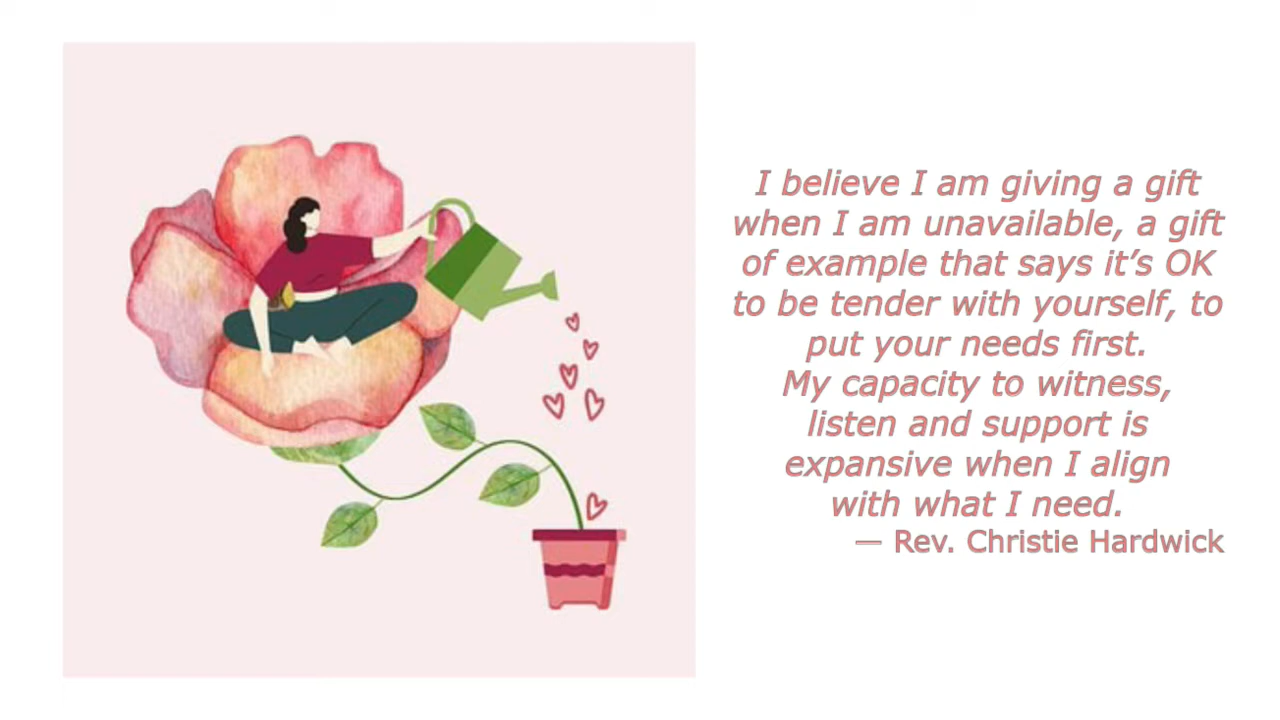 I believe I am giving a gift
when I am unavailable, a gift
of example that says it’s OK
to be tender with yourself, to
put your needs first.
My capacity to witness,
listen and support is
expansive when I align
with what I need.
— Rev. Christie Hardwick